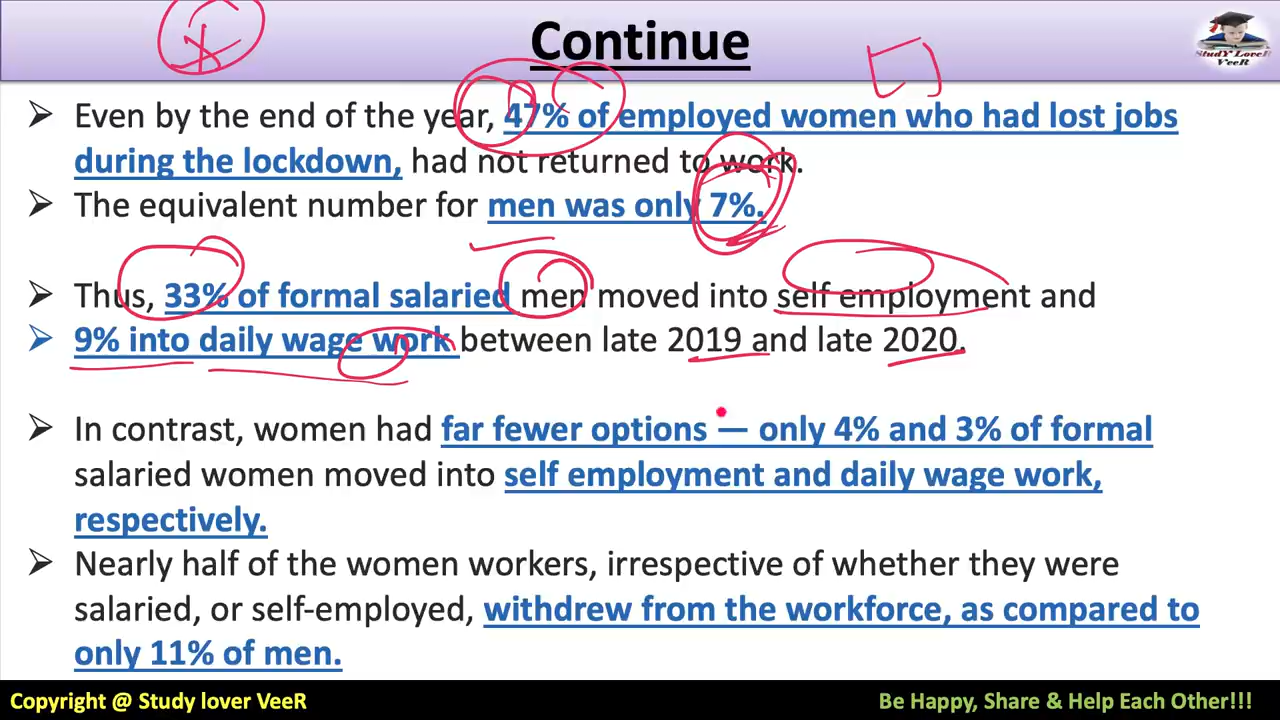 Continue
StudY LoveR
VeeR
➤ Even by the end of the year, 47% of employed women who had lost jobs
during the lockdown, had not returned to work.
➤ The equivalent number for men was only 7%.
➤ Thus, 33% of formal salaried men moved into self employment and
➤ 9% into daily wage work between late 2019 and late 2020.
➤ In contrast, women had far fewer options — only 4% and 3% of formal
salaried women moved into self employment and daily wage work,
respectively.
➤ Nearly half of the women workers, irrespective of whether they were
salaried, or self-employed, withdrew from the workforce, as compared to
only 11% of men.
Copyright @ Study lover VeeR
Be Happy, Share & Help Each Other!!!